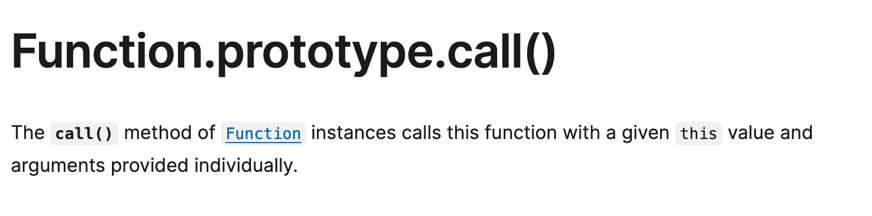 Function.prototype.call()
The call() method of Function instances calls this function with a given this value and
arguments provided individually.